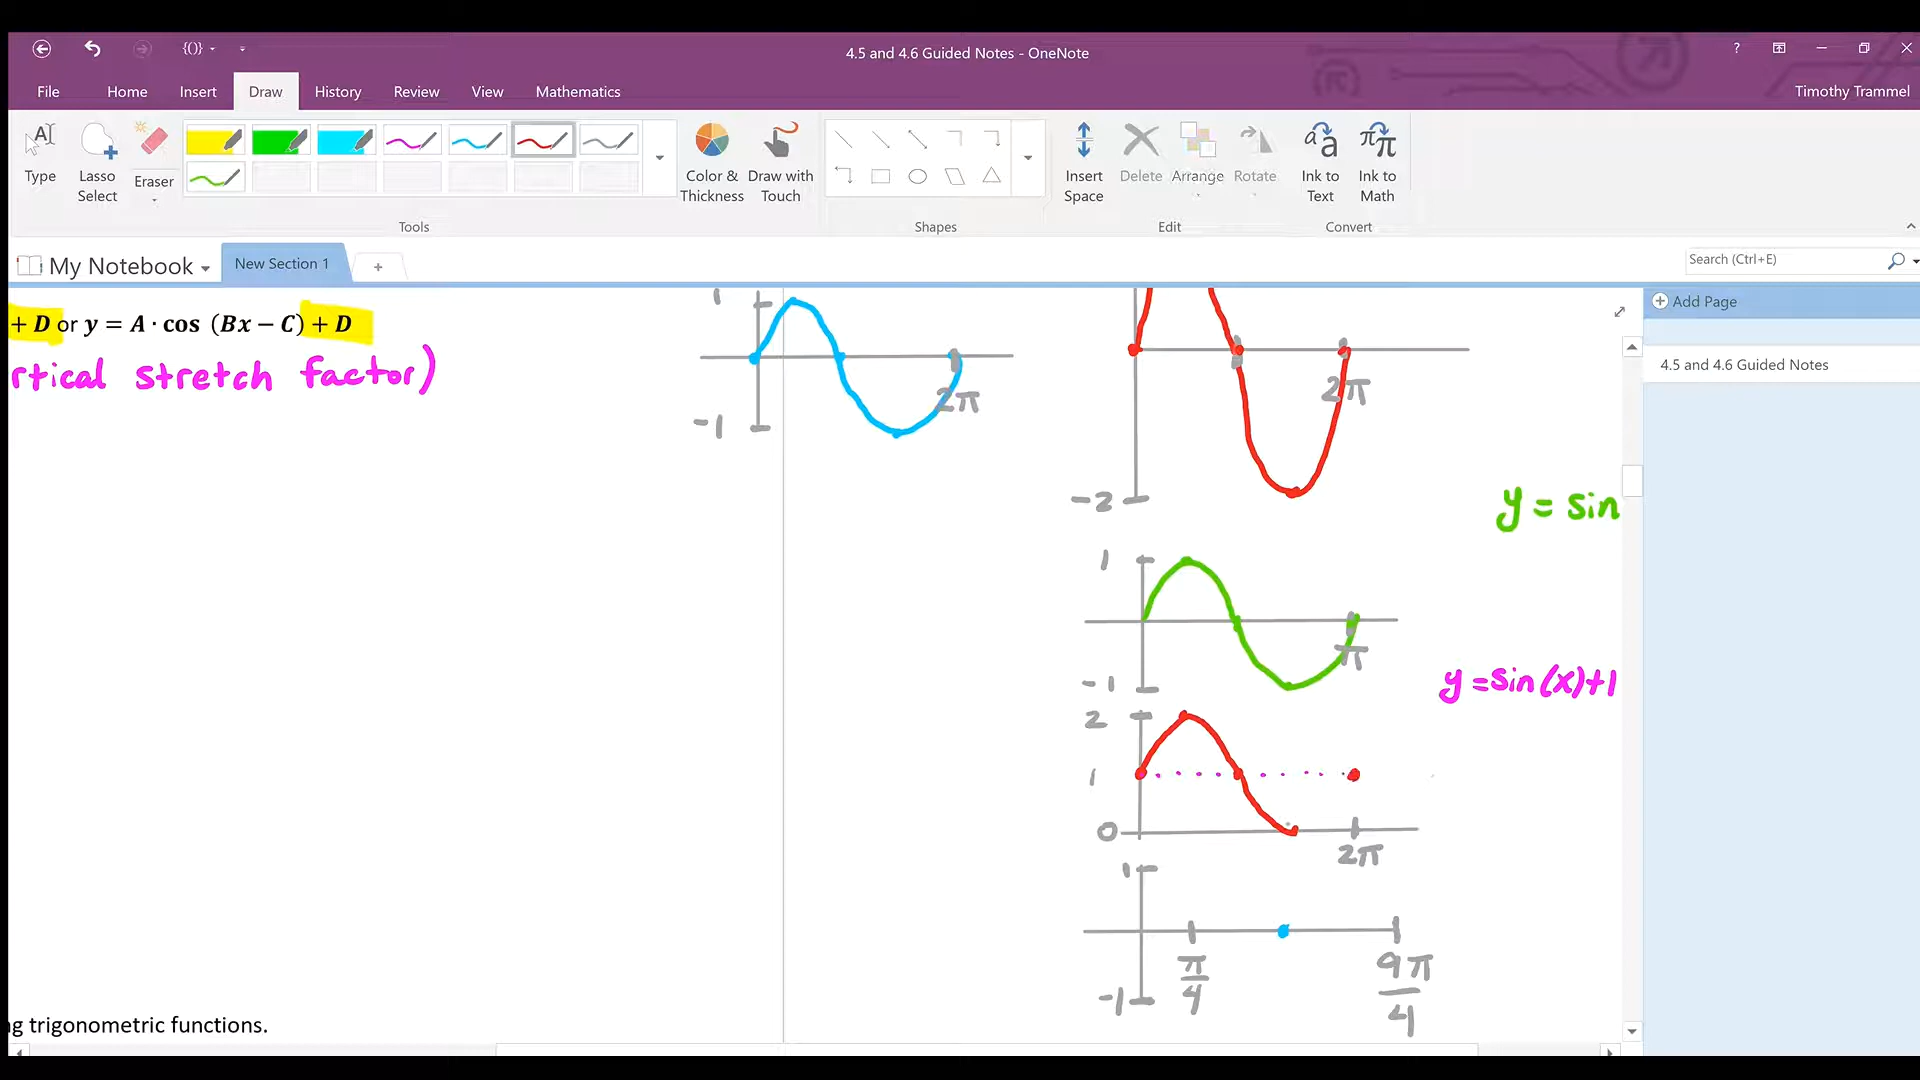 4.5 and 4.6 Guided Notes - OneNote
?
File Home Insert Draw History Review View Mathematics
Timothy Trammel
Type
Lasso Select
Eraser
Color & Thickness
Draw with Touch
Insert Space
Delete
Arrange
Rotate
Ink to Text
Ink to Math
Tools Shapes Edit Convert
My Notebook
New Section 1
+
Search (Ctrl+E)
Add Page
4.5 and 4.6 Guided Notes
+ D or y = A · cos (Bx − C) + D
rtical stretch factor)
1
-1
2π
2π
-2
y = sin
1
-1
π
y = sin(x)+1
2
1
0
2π
1
-1
π/4
9π/4
ng trigonometric functions.